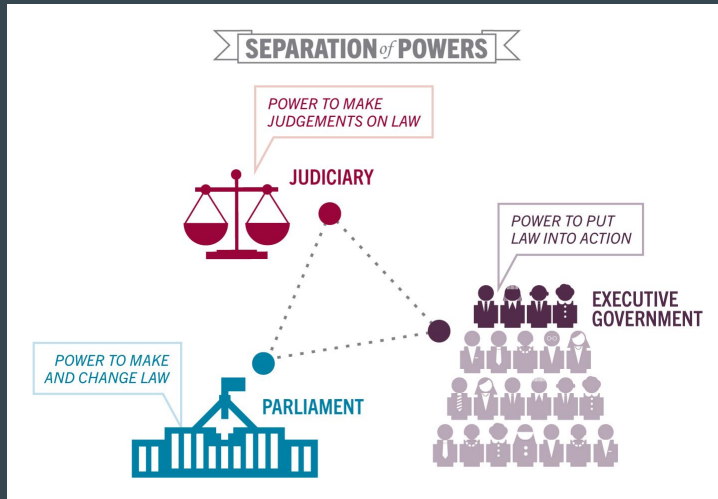 SEPARATION of POWERS
POWER TO MAKE
JUDGEMENTS ON LAW
JUDICIARY
POWER TO PUT
LAW INTO ACTION
EXECUTIVE
GOVERNMENT
POWER TO MAKE
AND CHANGE LAW
PARLIAMENT